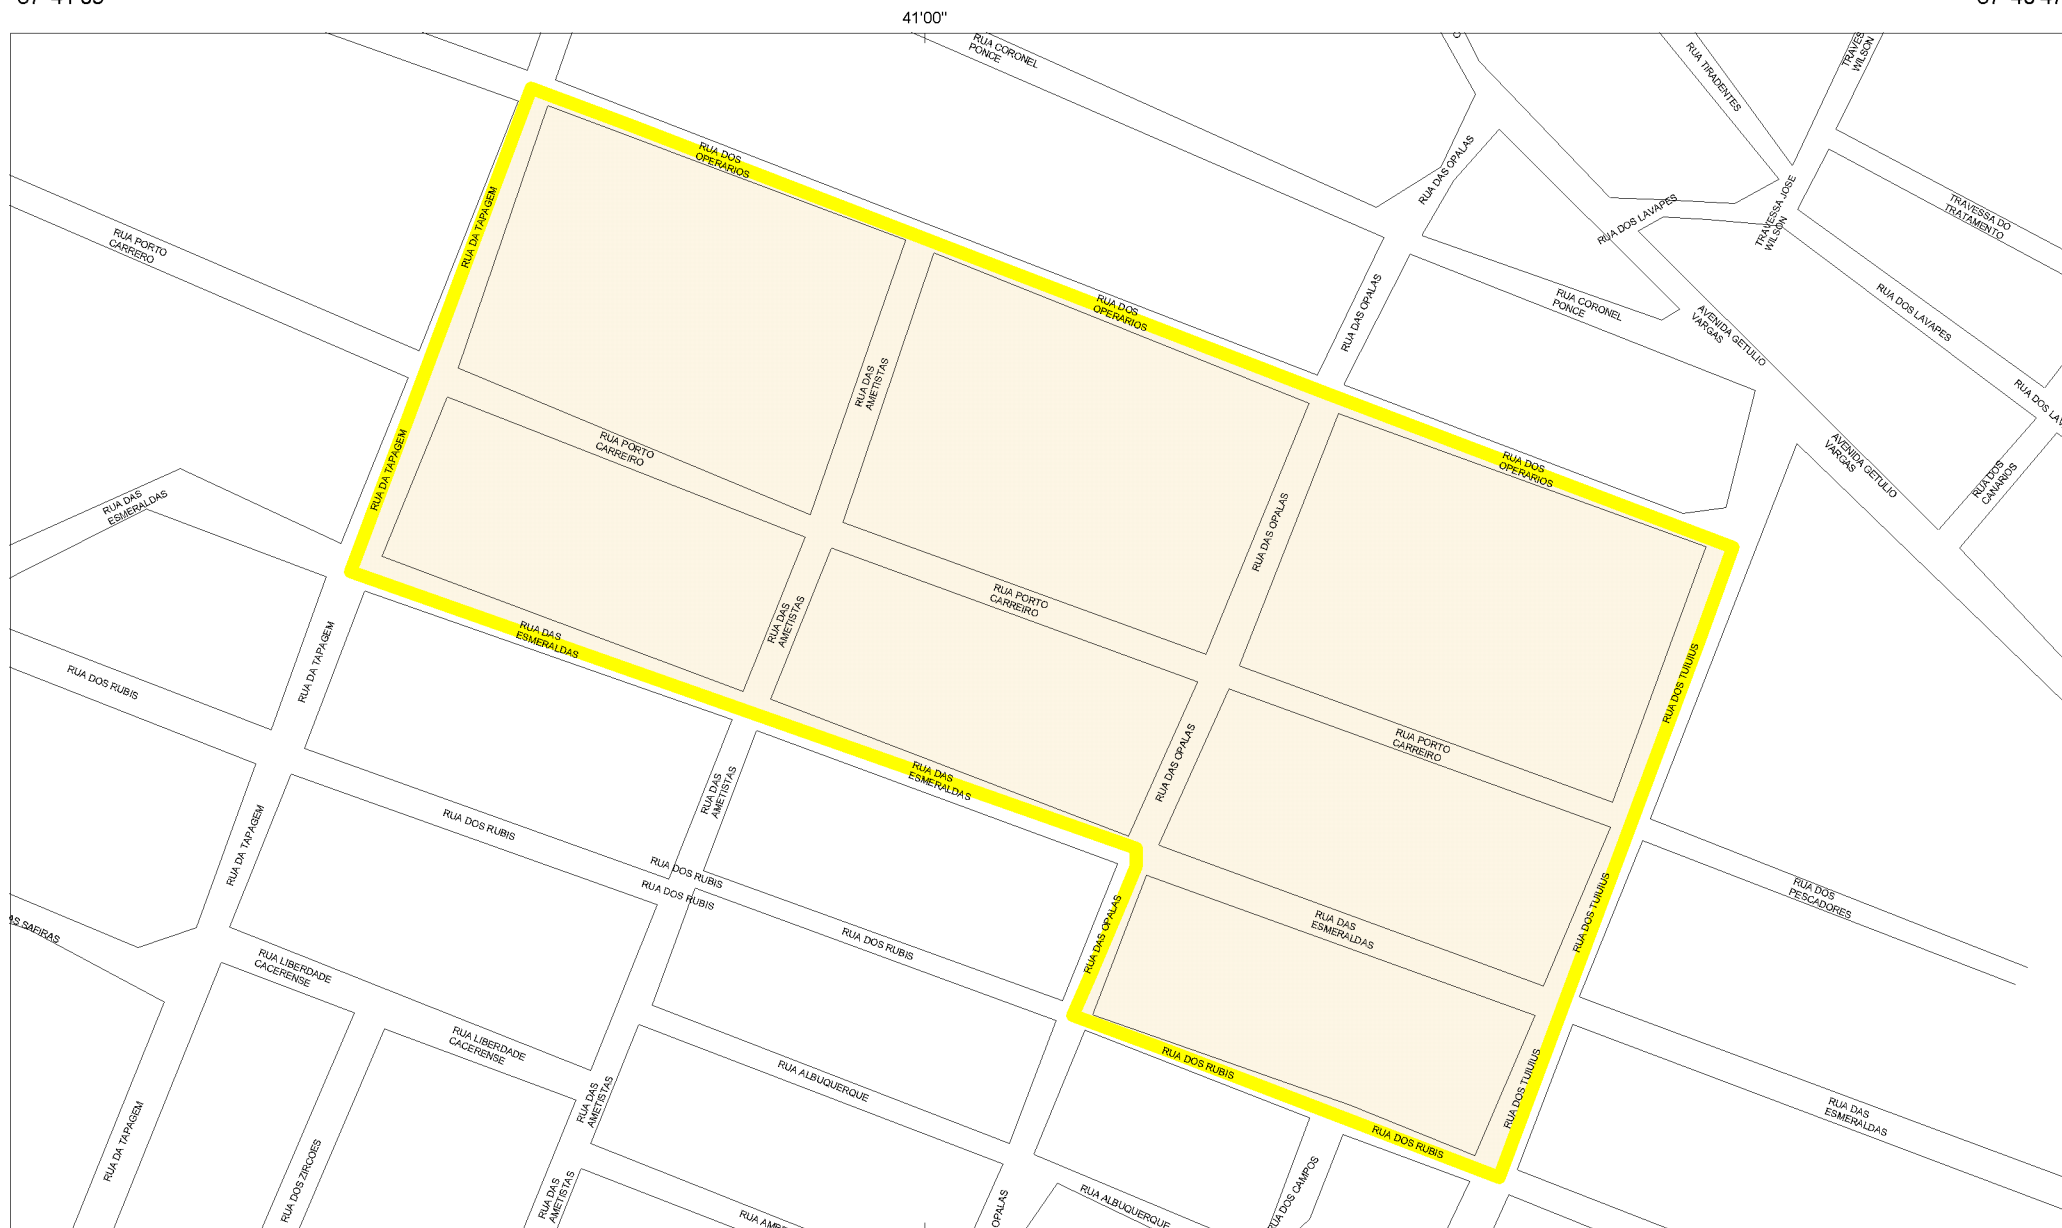 41'00"
RUA CORONEL
PONCE
RUA TIRADENTES
WILSON
RUA DOS
OPERARIOS
RUA DAS OPALAS
RUA DA TAPAGEM
RUA DOS LAVAPES
TRAVESSA JOSE
WILSON
TRAVESSA DO
TRATAMENTO
RUA PORTO
CARRERO
RUA DOS
OPERARIOS
RUA DAS OPALAS
RUA CORONEL
PONCE
AVENIDA GETULIO
VARGAS
RUA DOS LAVAPES
RUA DAS
AMETISTAS
RUA DOS
RUA DA TAPAGEM
RUA PORTO
CARREIRO
RUA DOS
OPERARIOS
AVENIDA GETULIO
VARGAS
RUA DOS
CANARIOS
RUA DAS
ESMERALDAS
RUA DAS OPALAS
RUA PORTO
CARREIRO
RUA DAS
AMETISTAS
RUA DAS
ESMERALDAS
RUA DA TAPAGEM
RUA DOS RUBIS
RUA DOS TUIUIUS
RUA DAS OPALAS
RUA PORTO
CARREIRO
RUA DAS
ESMERALDAS
RUA DAS
AMETISTAS
RUA DOS RUBIS
RUA DA TAPAGEM
RUA DOS RUBIS
RUA DOS RUBIS
RUA DOS
PESCADORES
RUA DAS OPALAS
RUA DAS
ESMERALDAS
RUA DOS TUIUIUS
RUA DOS RUBIS
SAFIRAS
RUA LIBERDADE
CACERENSE
RUA LIBERDADE
CACERENSE
RUA DOS RUBIS
RUA ALBUQUERQUE
RUA DAS
AMETISTAS
RUA DOS TUIUIUS
RUA DAS
ESMERALDAS
RUA DA TAPAGEM
RUA DOS RUBIS
RUA DOS ZIRCOES
RUA DAS
AMETISTAS
OPALAS
RUA ALBUQUERQUE
RUA DOS CAMPOS